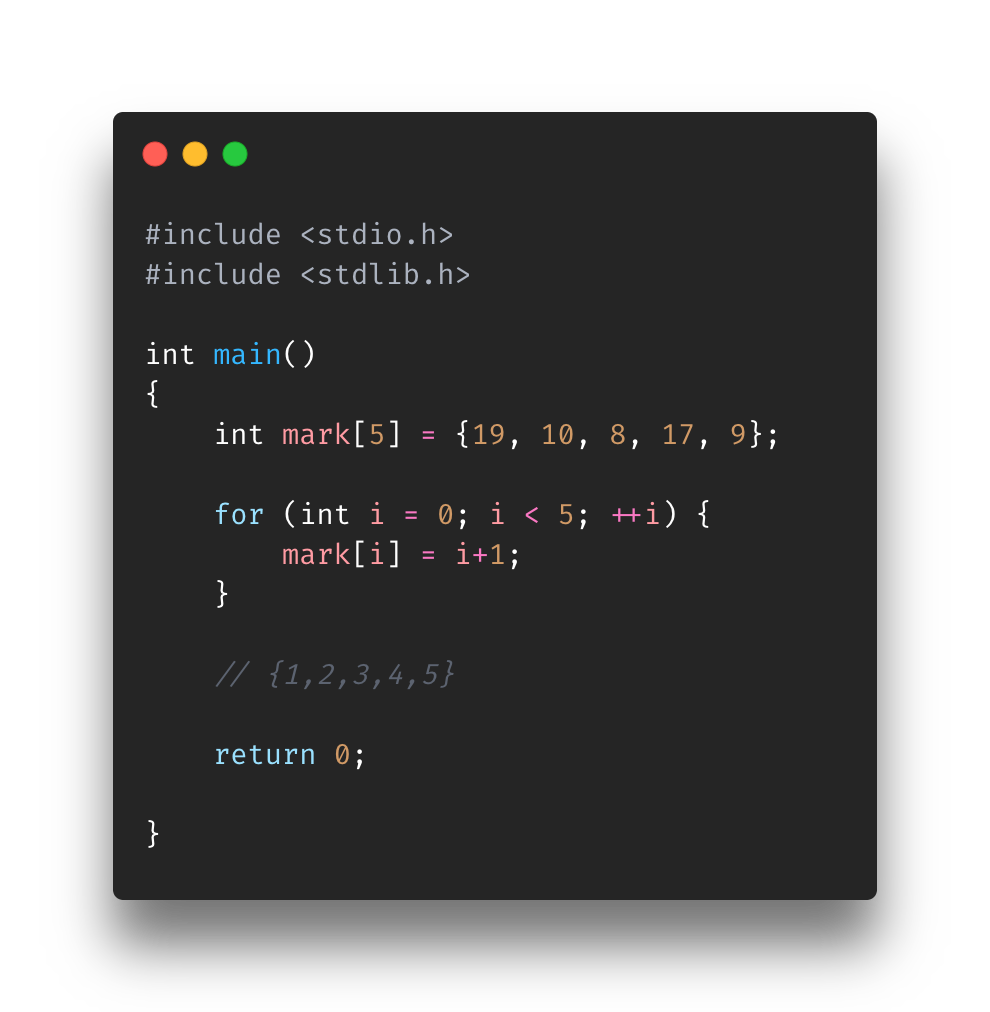 #include <stdio.h>
#include <stdlib.h>
int main()
{
int mark[5] = {19, 10, 8, 17, 9};
for (int i = 0; i < 5; ++i) {
mark[i] = i+1;
}
// {1,2,3,4,5}
return 0;
}